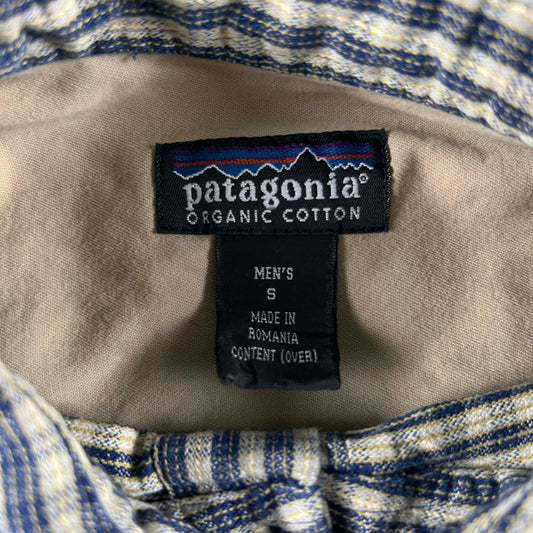 patagonia®
ORGANIC COTTON
MEN'S
S
MADE IN
ROMANIA
CONTENT (OVER)